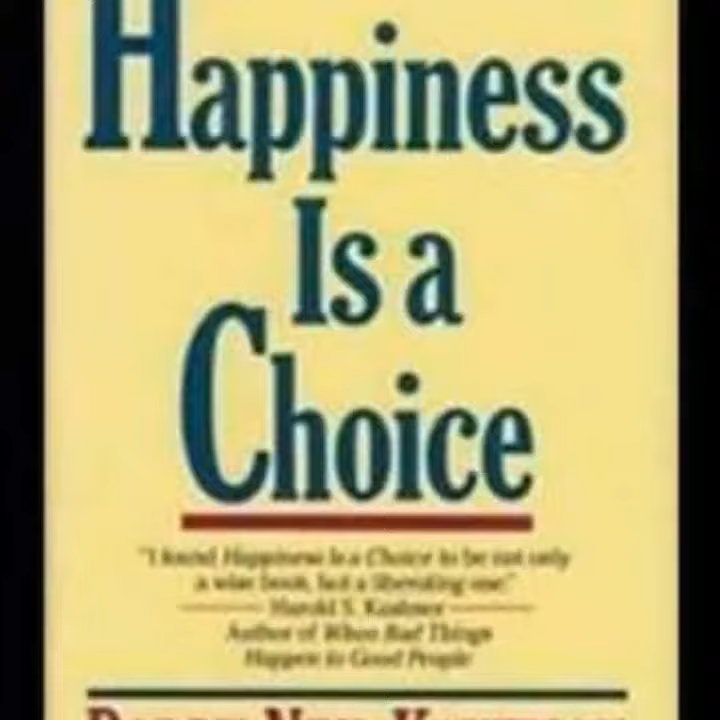 Happiness
Is a
Choice
"I found Happiness Is a Choice to be not only
a wise book, but a liberating one."
Harold S. Kushner
Author of When Bad Things
Happen to Good People